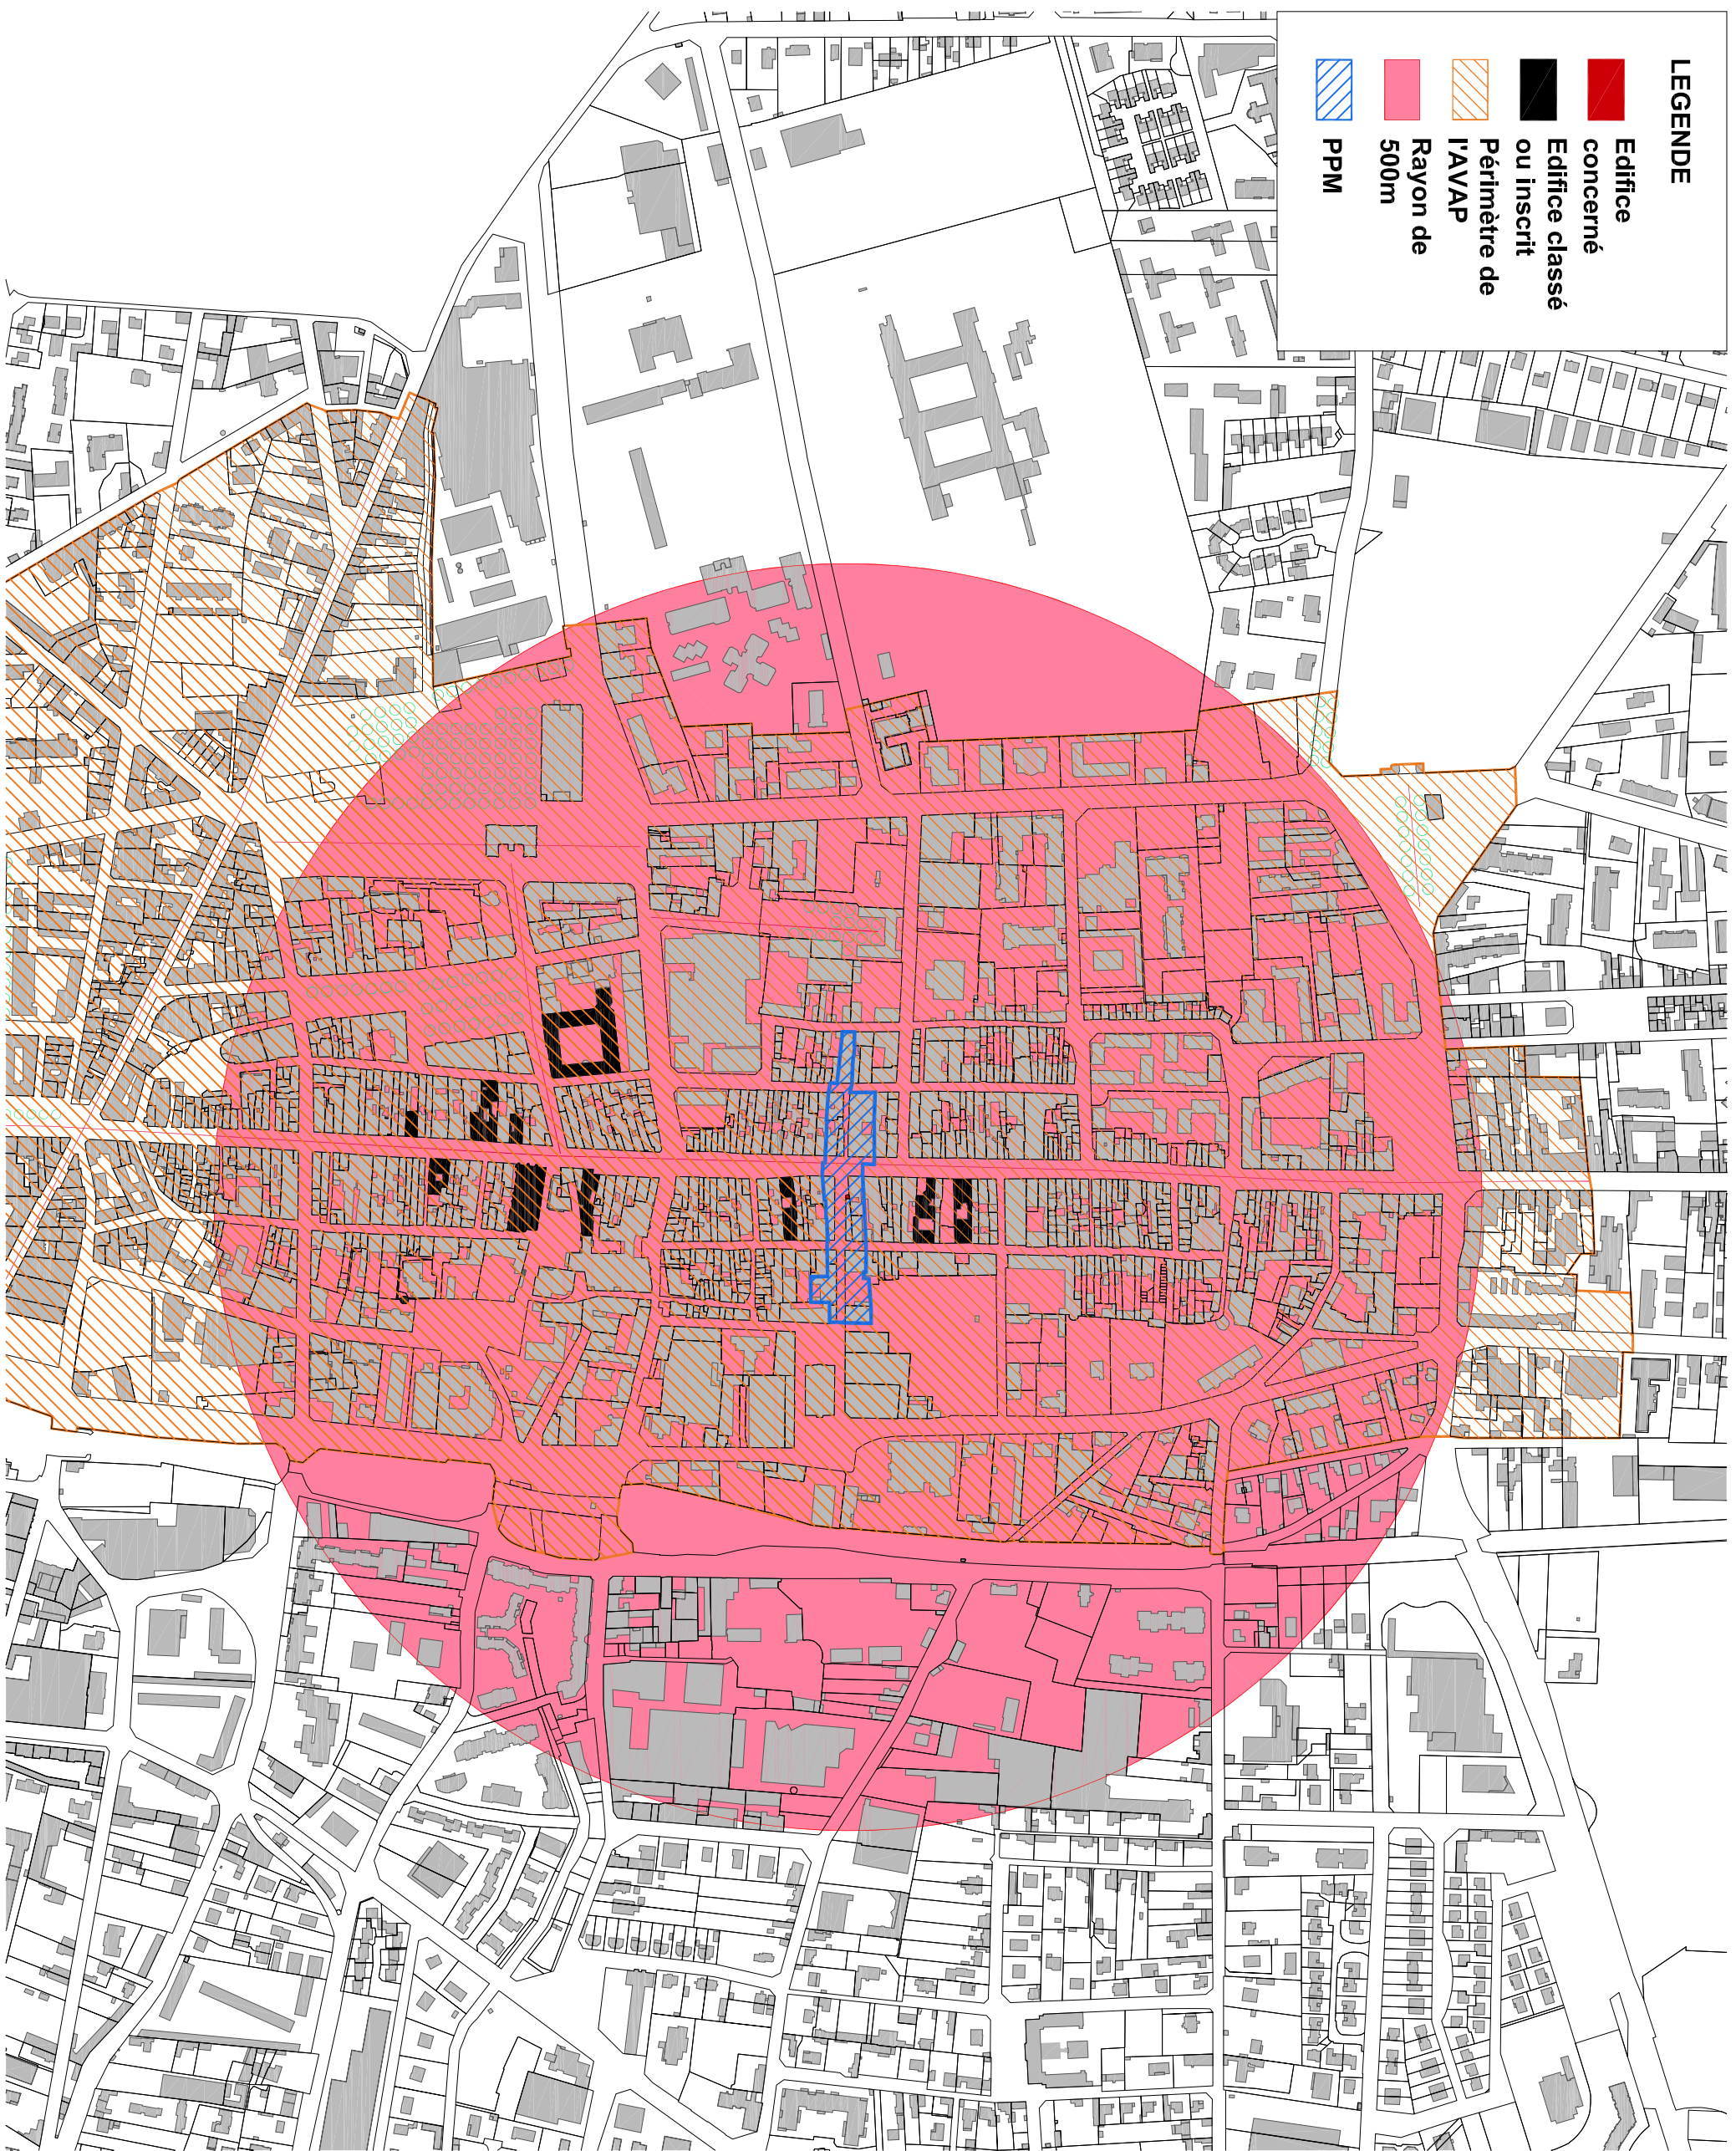 LEGENDE
Edifice
concerné
Edifice classé
ou inscrit
Périmètre de
l'AVAP
Rayon de
500m
PPM